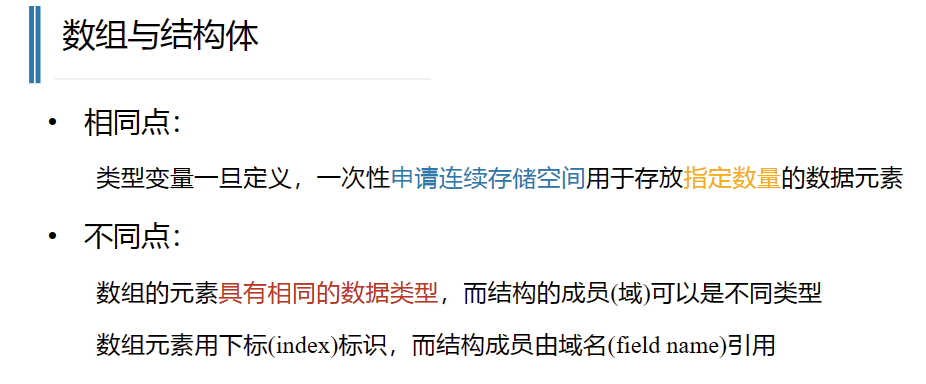 数组与结构体
• 相同点：
类型变量一旦定义，一次性申请连续存储空间用于存放指定数量的数据元素
• 不同点：
数组的元素具有相同的数据类型，而结构的成员(域)可以是不同类型
数组元素用下标(index)标识，而结构成员由域名(field name)引用